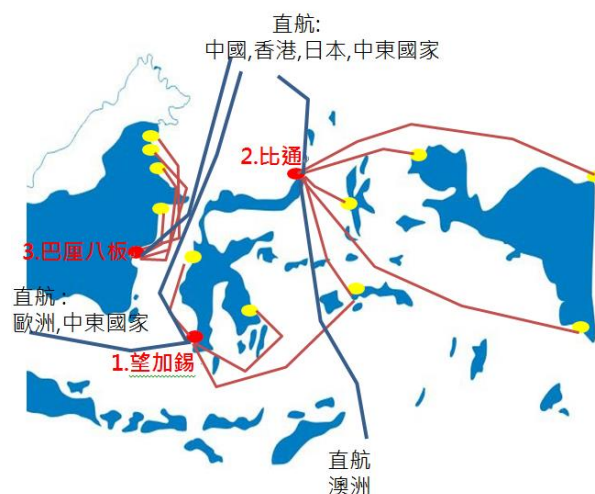 直航:
中國,香港,日本,中東國家
2.比通
3.巴厘八板
直航 :
歐洲,中東國家
1.望加錫
直航
澳洲